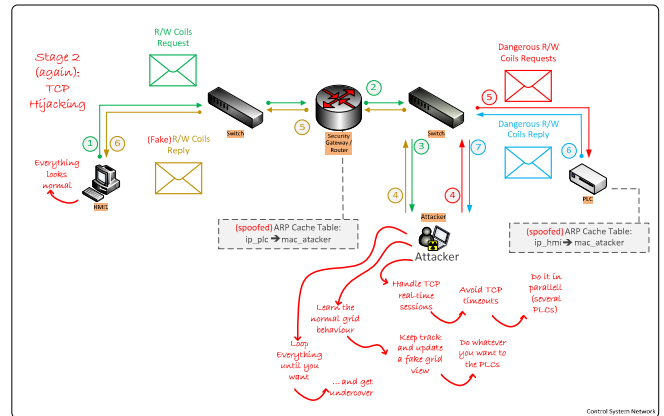 R/W Coils
Request
Stage 2
(again):
TCP
Hijacking
Dangerous R/W
Coils Requests
2
5
Switch
5
Security
Gateway /
Router
Switch
1
6
(Fake)R/W Coils
Reply
Dangerous R/W
Coils Reply
6
Everything
looks
normal
HMI
4
3
4
7
PLC
(spoofed) ARP Cache Table:
ip_plc → mac_atacker
Attacker
Attacker
(spoofed) ARP Cache Table:
ip_hmi → mac_atacker
Handle TCP
real-time
sessions
Avoid TCP
timeouts
Do it in
parallell
(several
PLCs)
Learn the
normal grid
behaviour
Loop
Everything
until you
want
Keep track
and update
a fake grid
view
Do whatever
you want to
the PLCs
... and get
undercover
Control System Network